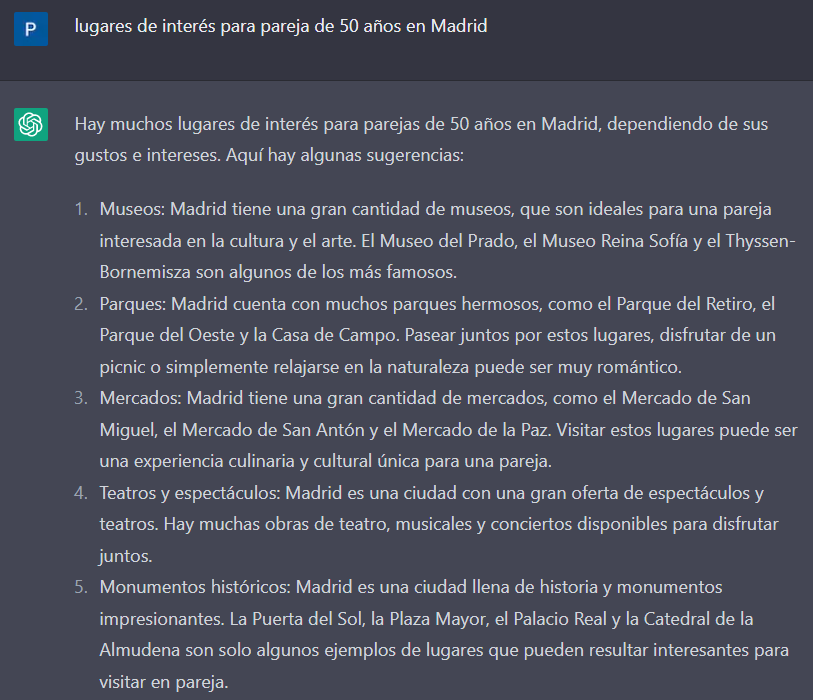 P
lugares de interés para pareja de 50 años en Madrid
Hay muchos lugares de interés para parejas de 50 años en Madrid, dependiendo de sus
gustos e intereses. Aquí hay algunas sugerencias:
1. Museos: Madrid tiene una gran cantidad de museos, que son ideales para una pareja
interesada en la cultura y el arte. El Museo del Prado, el Museo Reina Sofía y el Thyssen-
Bornemisza son algunos de los más famosos.
2. Parques: Madrid cuenta con muchos parques hermosos, como el Parque del Retiro, el
Parque del Oeste y la Casa de Campo. Pasear juntos por estos lugares, disfrutar de un
picnic o simplemente relajarse en la naturaleza puede ser muy romántico.
3. Mercados: Madrid tiene una gran cantidad de mercados, como el Mercado de San
Miguel, el Mercado de San Antón y el Mercado de la Paz. Visitar estos lugares puede ser
una experiencia culinaria y cultural única para una pareja.
4. Teatros y espectáculos: Madrid es una ciudad con una gran oferta de espectáculos y
teatros. Hay muchas obras de teatro, musicales y conciertos disponibles para disfrutar
juntos.
5. Monumentos históricos: Madrid es una ciudad llena de historia y monumentos
impresionantes. La Puerta del Sol, la Plaza Mayor, el Palacio Real y la Catedral de la
Almudena son solo algunos ejemplos de lugares que pueden resultar interesantes para
visitar en pareja.